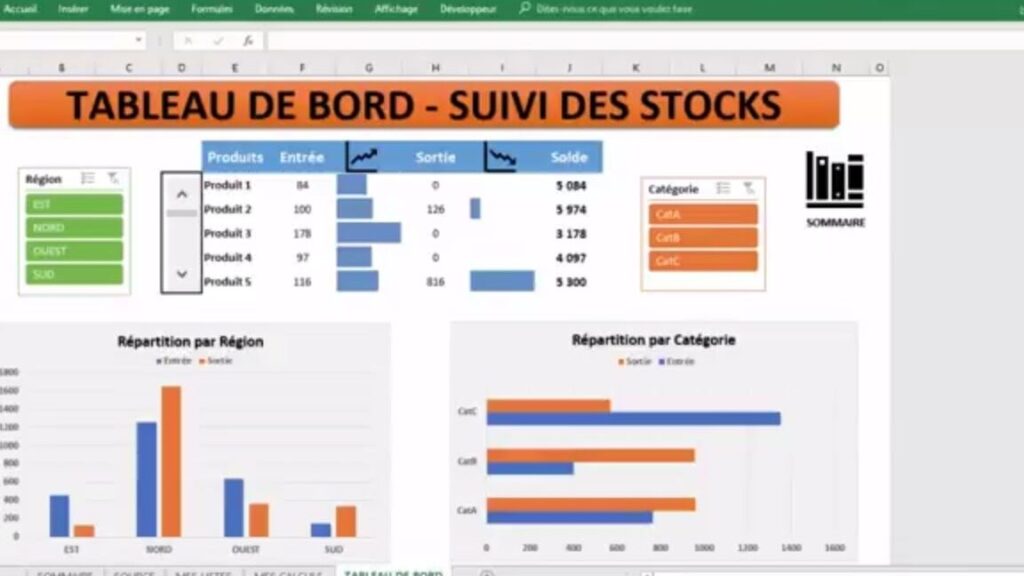 Accueil Insérer Mise en page Formules Données Révision Affichage Développeur Dites-nous ce que vous voulez faire
fx
B C D E F G H I J K L M N O
TABLEAU DE BORD - SUIVI DES STOCKS
Région
EST
NORD
OUEST
SUD
Produits Entrée Sortie Solde
Produit 1 84 0 5 084
Produit 2 100 126 5 974
Produit 3 178 0 3 178
Produit 4 97 0 4 097
Produit 5 116 816 5 300
Catégorie
CatA
CatB
CatC
SOMMAIRE
Répartition par Région
Entrée Sortie
1800
1600
1400
1200
1000
800
600
400
200
0
EST NORD OUEST SUD
Répartition par Catégorie
Sortie Entrée
CatC
CatB
CatA
0 200 400 600 800 1000 1200 1400 1600
SOMMAIRE SOURCE MES LISTES MES CALCULS TABLEAU DE BORD